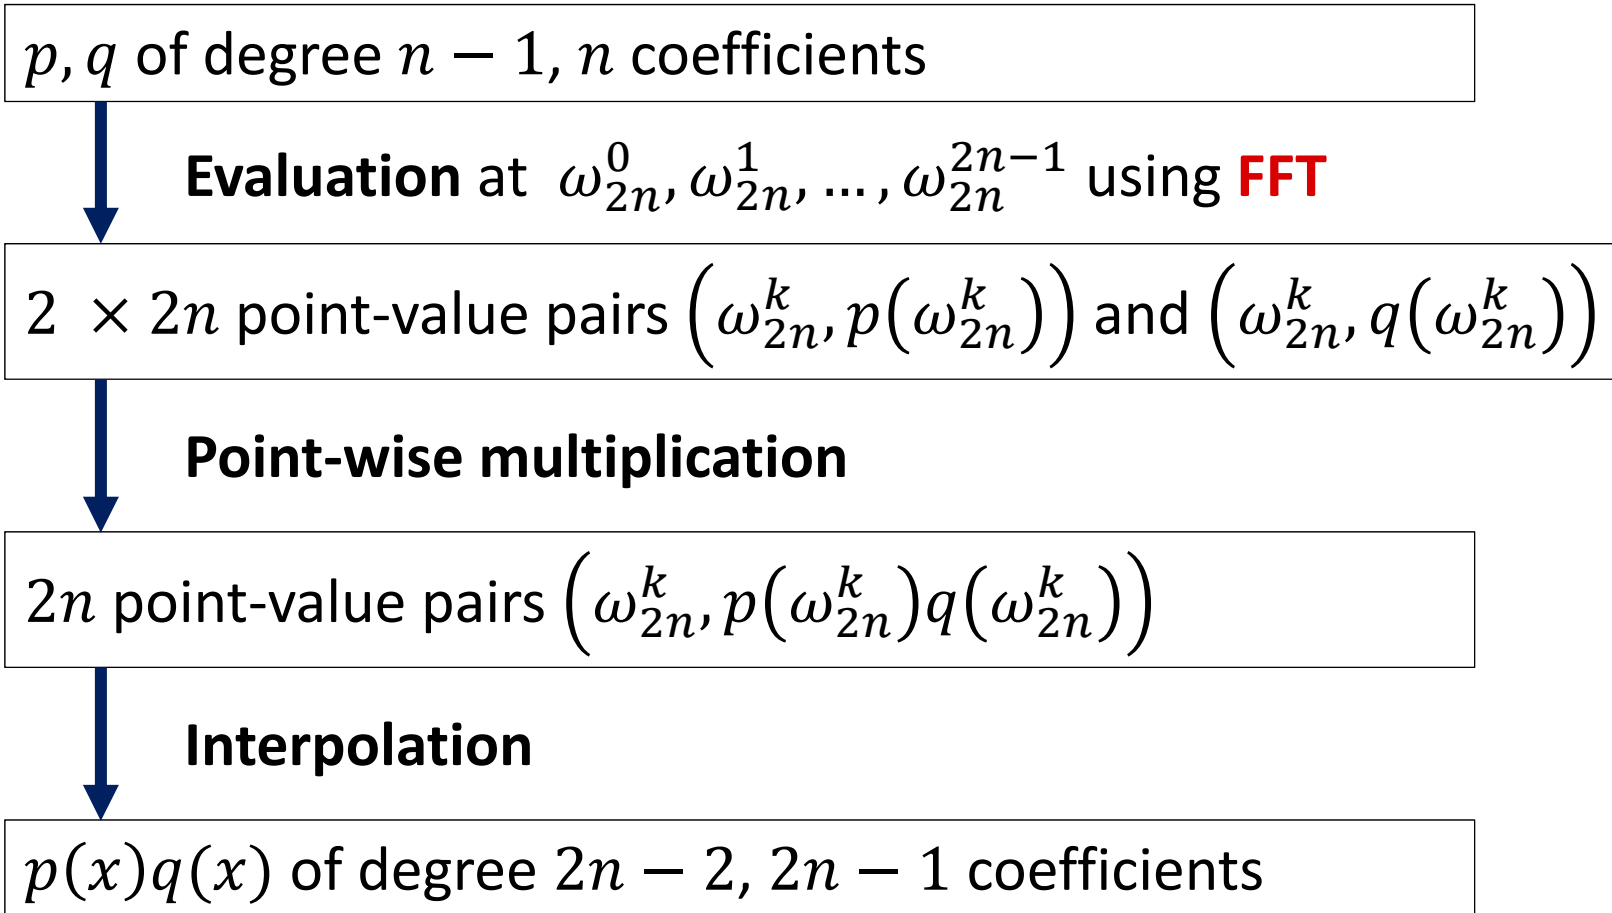 p, q of degree n − 1, n coefficients
Evaluation at ω_{2n}^{0}, ω_{2n}^{1}, … , ω_{2n}^{2n−1} using FFT
2 × 2n point-value pairs (ω_{2n}^{k}, p(ω_{2n}^{k})) and (ω_{2n}^{k}, q(ω_{2n}^{k}))
Point-wise multiplication
2n point-value pairs (ω_{2n}^{k}, p(ω_{2n}^{k})q(ω_{2n}^{k}))
Interpolation
p(x)q(x) of degree 2n − 2, 2n − 1 coefficients